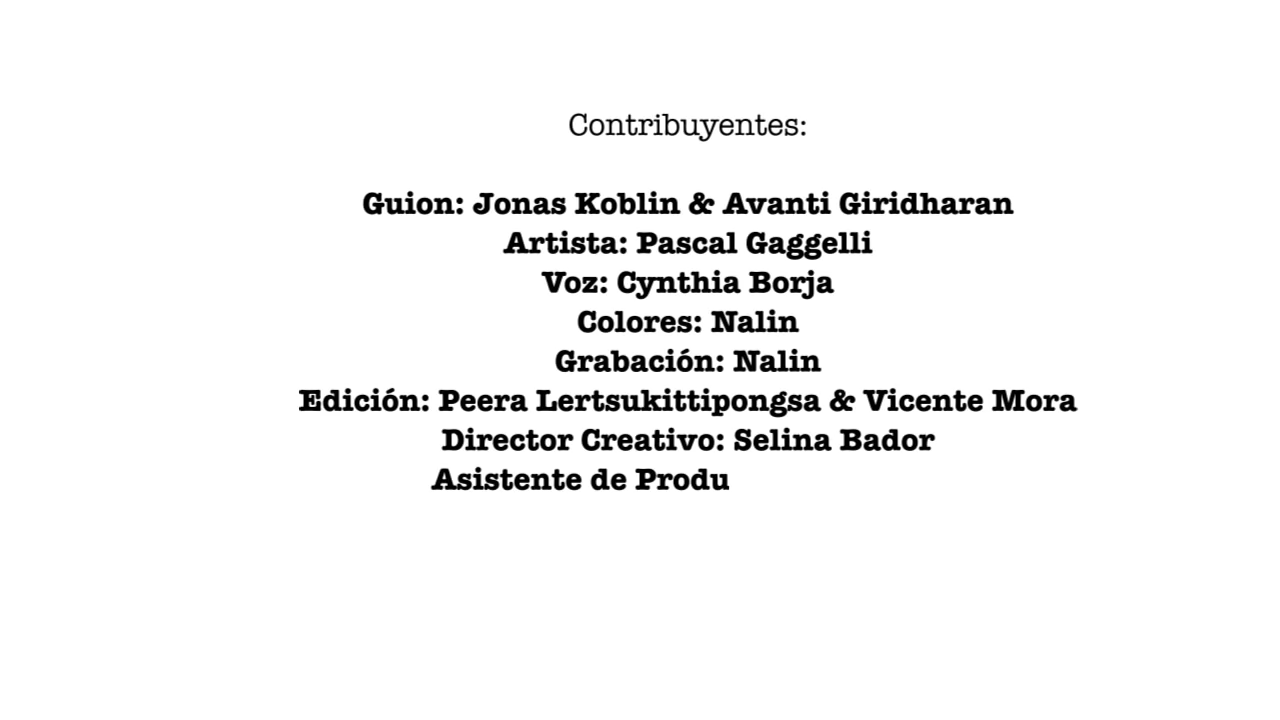 Contribuyentes:
Guion: Jonas Koblin & Avanti Giridharan
Artista: Pascal Gaggelli
Voz: Cynthia Borja
Colores: Nalin
Grabación: Nalin
Edición: Peera Lertsukittipongsa & Vicente Mora
Director Creativo: Selina Bador
Asistente de Produ